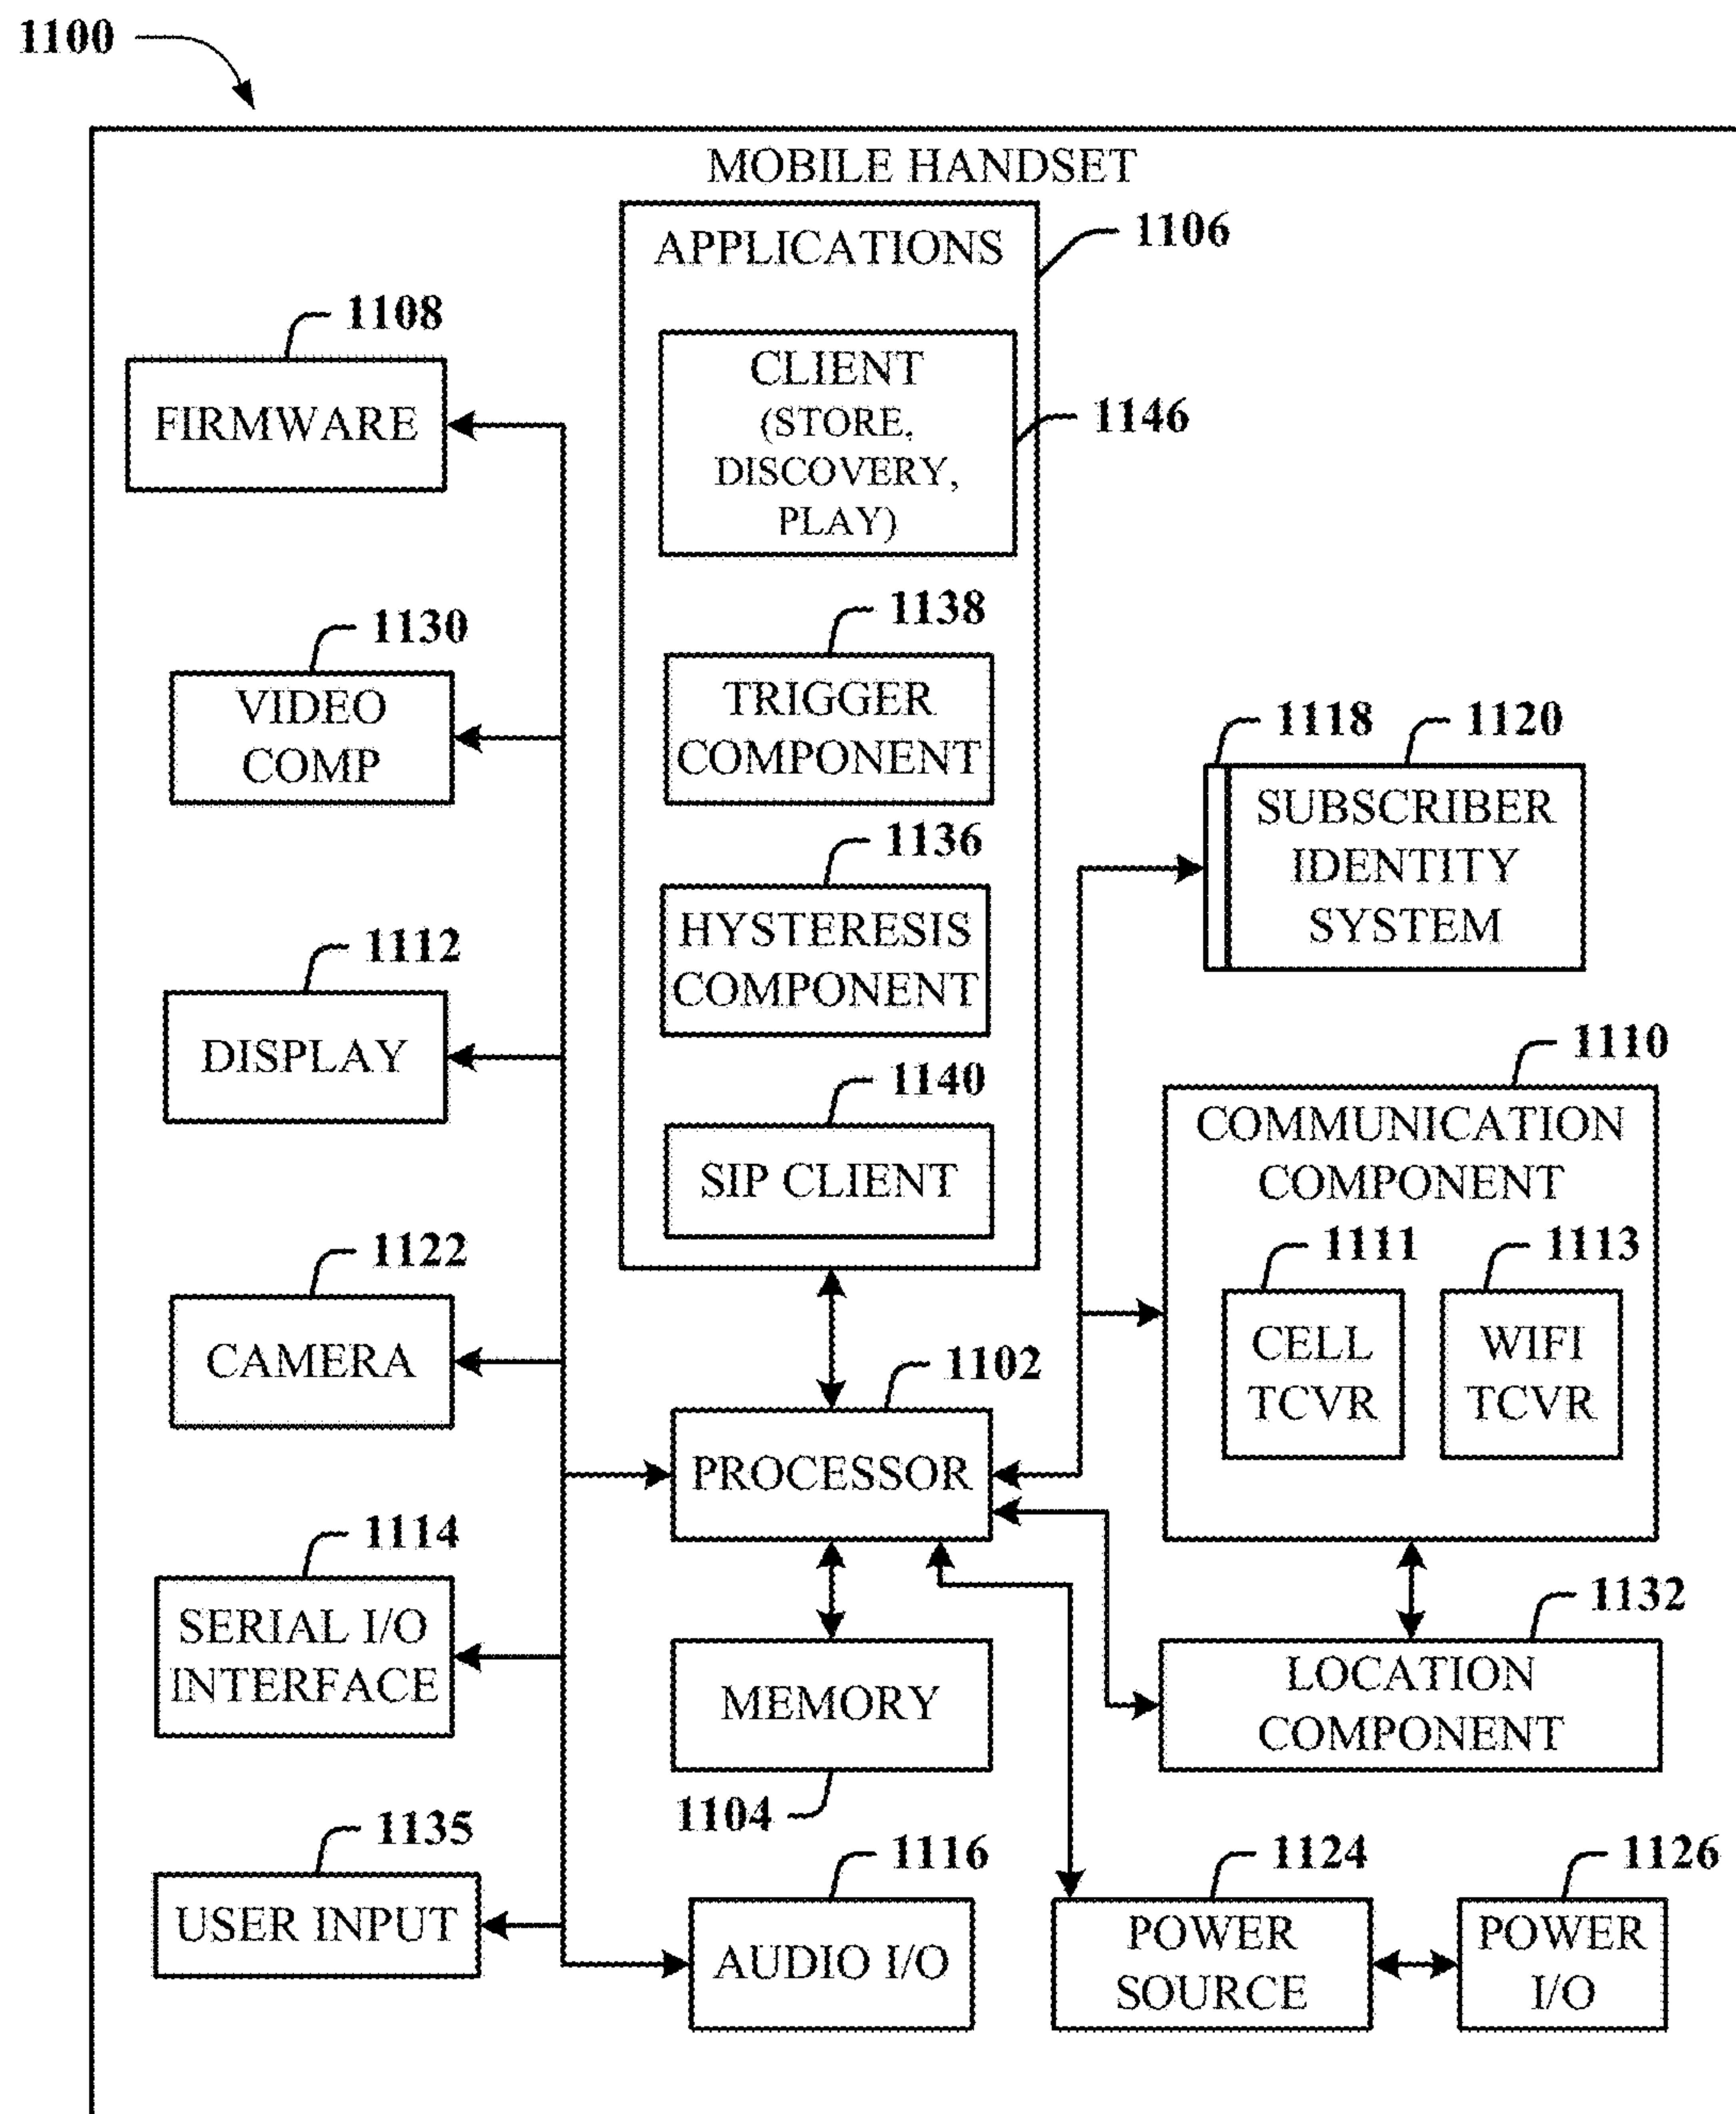 1100
MOBILE HANDSET
1106
APPLICATIONS
1108
FIRMWARE
CLIENT
(STORE,
DISCOVERY,
PLAY)
1146
1130
VIDEO
COMP
1138
TRIGGER
COMPONENT
1118
1120
SUBSCRIBER
IDENTITY
SYSTEM
1136
HYSTERESIS
COMPONENT
1112
DISPLAY
1140
SIP CLIENT
1110
COMMUNICATION
COMPONENT
1111
CELL
TCVR
1113
WIFI
TCVR
1122
CAMERA
1102
PROCESSOR
1114
SERIAL I/O
INTERFACE
MEMORY
1104
1132
LOCATION
COMPONENT
1135
USER INPUT
1116
AUDIO I/O
1124
POWER
SOURCE
1126
POWER
I/O